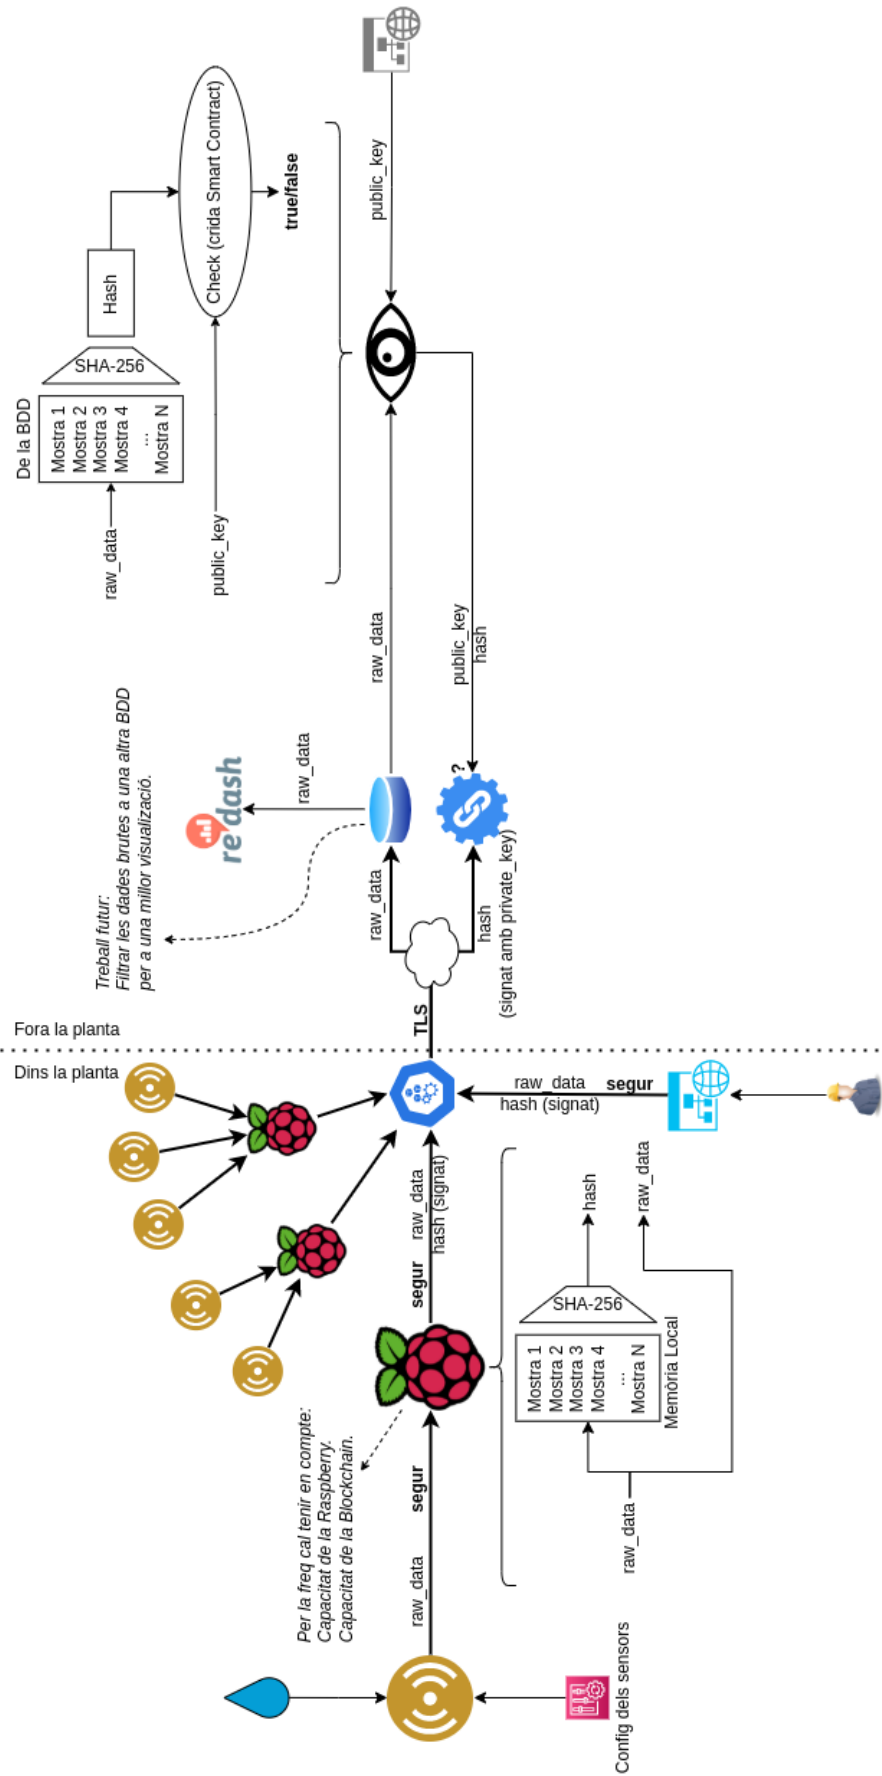 Per la freq cal tenir en compte:
Capacitat de la Raspberry.
Capacitat de la Blockchain.
raw_data
segur
segur
raw_data
hash (signat)
Config dels sensors
raw_data
Mostra 1
Mostra 2
Mostra 3
Mostra 4
...
Mostra N
Memòria Local
SHA-256
hash
raw_data
raw_data
hash (signat)
segur
Dins la planta
Fora la planta
TLS
raw_data
hash
(signat amb private_key)
?
Treball futur:
Filtrar les dades brutes a una altra BDD
per a una millor visualizació.
re:dash
raw_data
raw_data
public_key
hash
raw_data
public_key
De la BDD
Mostra 1
Mostra 2
Mostra 3
Mostra 4
...
Mostra N
SHA-256
Hash
Check (crida Smart Contract)
true/false
public_key